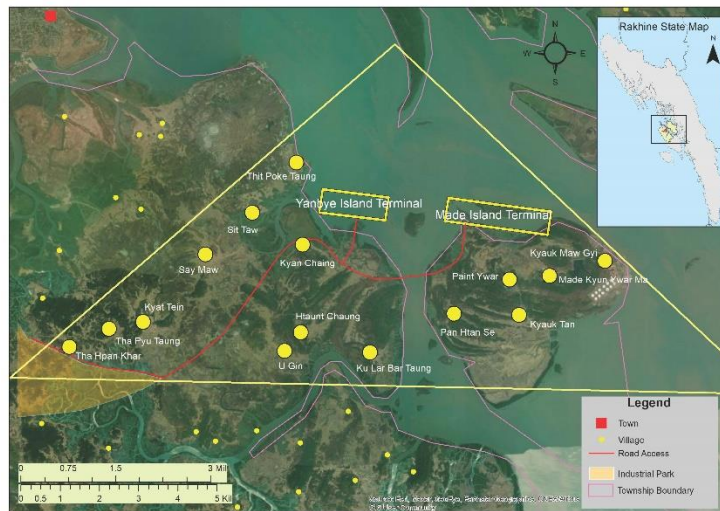 Rakhine State Map
N
N
W
E
S
Thit Poke Taung
Yanbye Island Terminal
Made Island Terminal
Sit Taw
Kyan Chaing
Say Maw
Kyauk Maw Gyi
Paint Ywar
Made Kyun Ywar Ma
Kyat Tein
Htaunt Chaung
Pan Htan Se
Kyauk Tan
Tha Pyu Taung
Tha Hpan Khar
U Gin
Ku Lar Bar Taung
Legend
Town
Village
Road Access
Industrial Park
Township Boundary
0 0.75 1.5 3 Mil
0 0.5 1 2 3 4 5 Kil